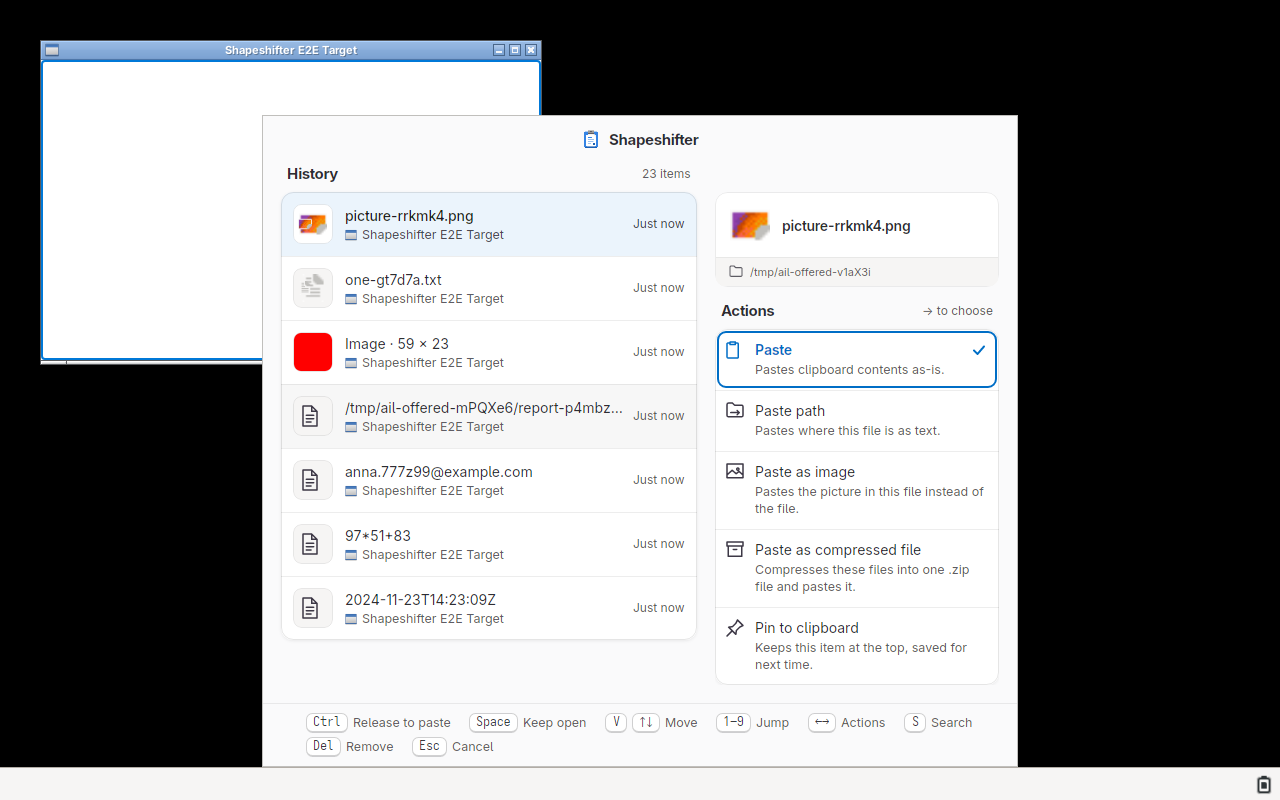 Shapeshifter E2E Target
Shapeshifter
History
23 items
picture-rrkmk4.png
Shapeshifter E2E Target
Just now
one-gt7d7a.txt
Shapeshifter E2E Target
Just now
Image · 59 × 23
Shapeshifter E2E Target
Just now
/tmp/ail-offered-mPQXe6/report-p4mbz...
Shapeshifter E2E Target
Just now
anna.777z99@example.com
Shapeshifter E2E Target
Just now
97*51+83
Shapeshifter E2E Target
Just now
2024-11-23T14:23:09Z
Shapeshifter E2E Target
Just now
picture-rrkmk4.png
/tmp/ail-offered-v1aX3i
Actions
→ to choose
Paste
Pastes clipboard contents as-is.
Paste path
Pastes where this file is as text.
Paste as image
Pastes the picture in this file instead of
the file.
Paste as compressed file
Compresses these files into one .zip
file and pastes it.
Pin to clipboard
Keeps this item at the top, saved for
next time.
Ctrl Release to paste Space Keep open V ↑↓ Move 1–9 Jump ↔ Actions S Search
Del Remove Esc Cancel